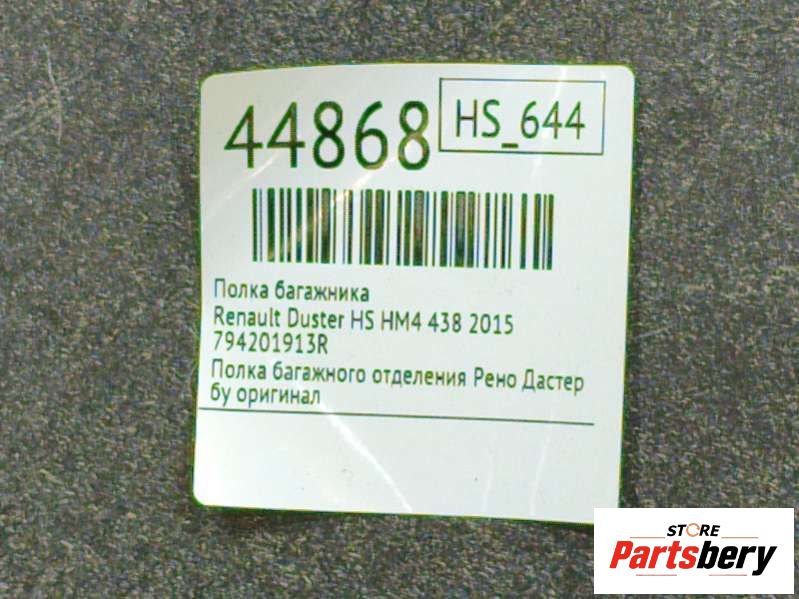 44868
HS_644
Полка багажника
Renault Duster HS HM4 438 2015
794201913R
Полка багажного отделения Рено Дастер
бу оригинал
STORE
Partsbery